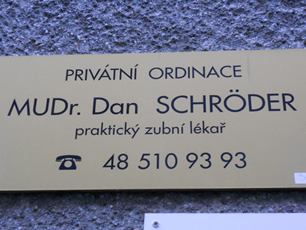 PRIVÁTNÍ ORDINACE
MUDr. Dan SCHRÖDER
praktický zubní lékař
☎ 48 510 93 93